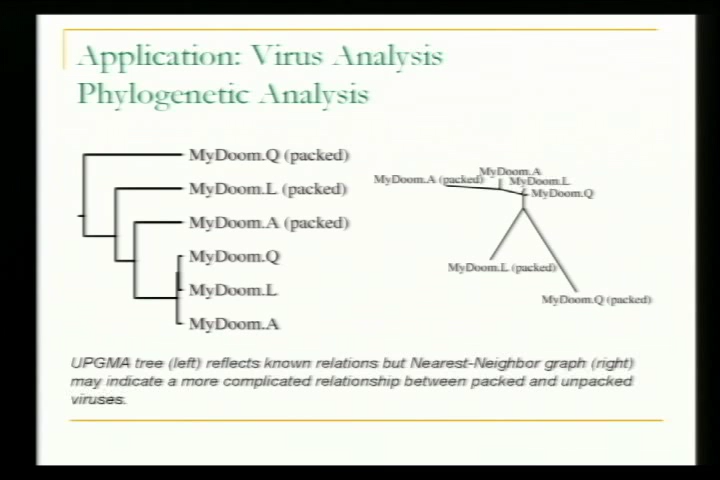 Application: Virus Analysis
Phylogenetic Analysis
MyDoom.Q (packed)
MyDoom.L (packed)
MyDoom.A (packed)
MyDoom.Q
MyDoom.L
MyDoom.A
MyDoom.A
MyDoom.A (packed)
MyDoom.L
MyDoom.Q
MyDoom.L (packed)
MyDoom.Q (packed)
UPGMA tree (left) reflects known relations but Nearest-Neighbor graph (right)
may indicate a more complicated relationship between packed and unpacked
viruses.